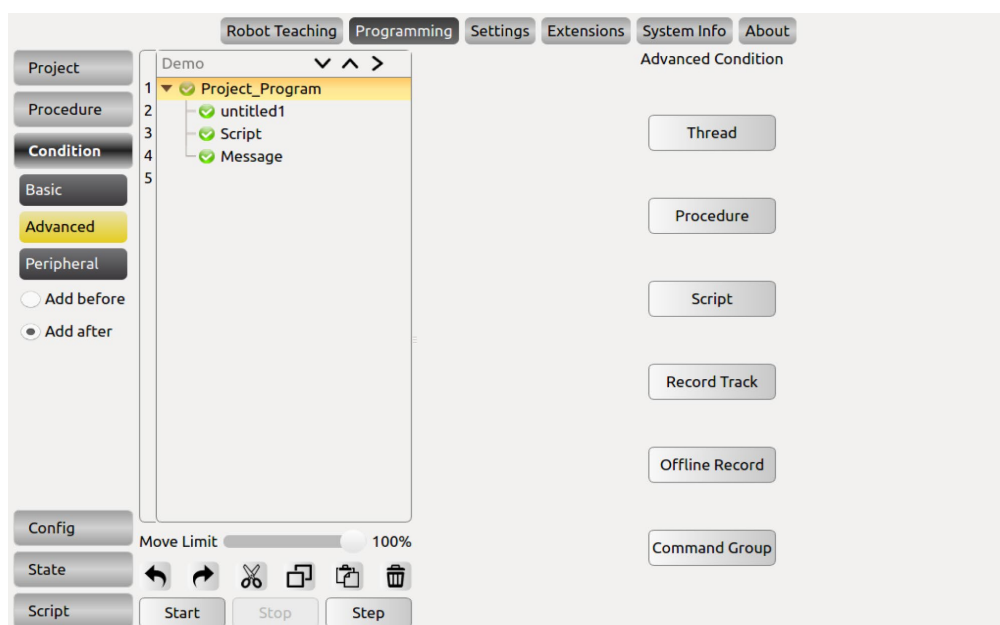 Robot Teaching Programming Settings Extensions System Info About
Project
Procedure
Condition
Basic
Advanced
Peripheral
Add before
Add after
Config
State
Script
Demo
1 Project_Program
2 untitled1
3 Script
4 Message
5
Move Limit 100%
Start Stop Step
Advanced Condition
Thread
Procedure
Script
Record Track
Offline Record
Command Group